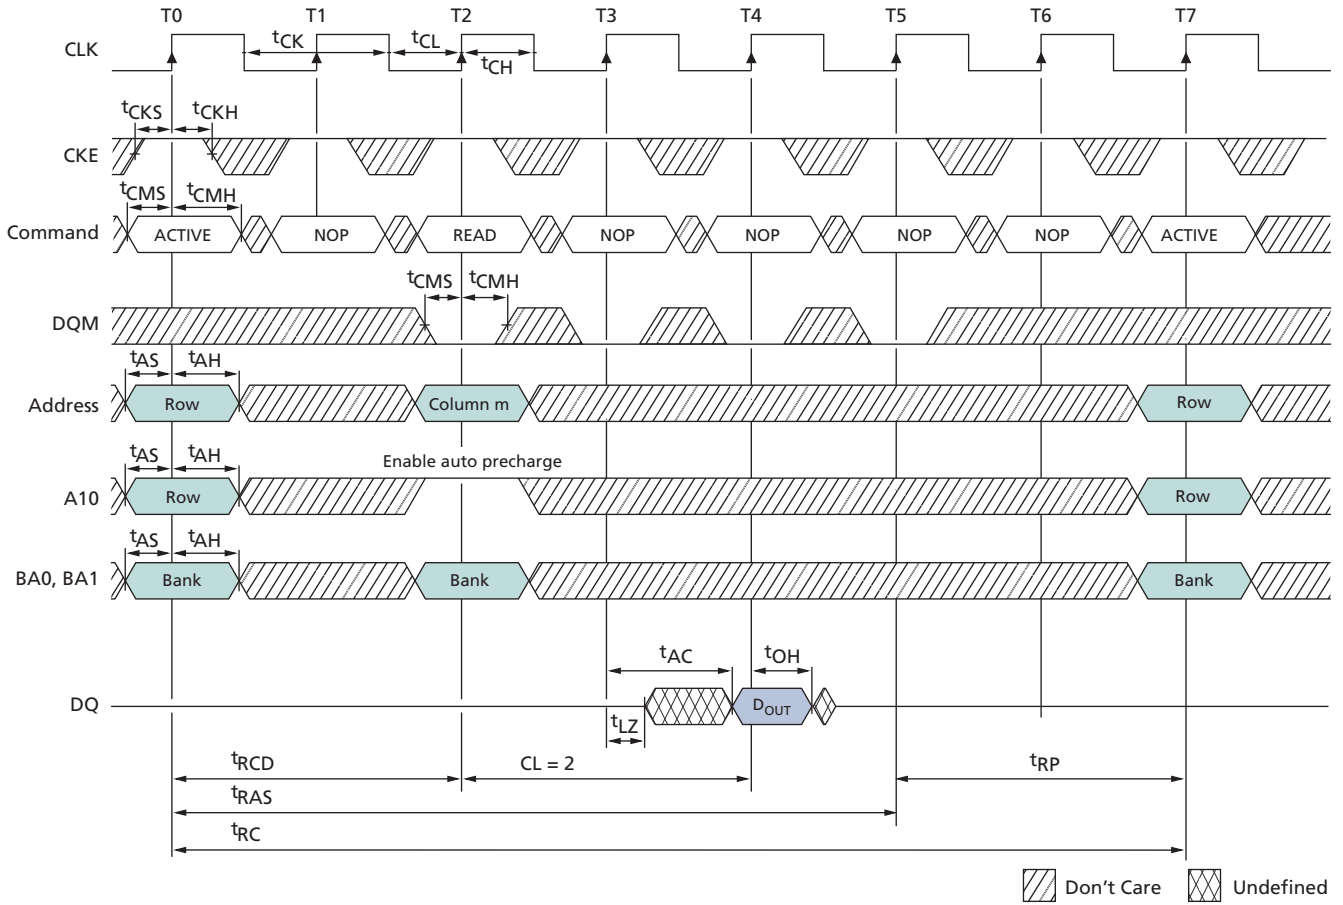 T0 T1 T2 T3 T4 T5 T6 T7
CLK tCK tCL tCH
tCKS tCKH
CKE
tCMS tCMH
Command ACTIVE NOP READ NOP NOP NOP NOP ACTIVE
tCMS tCMH
DQM
tAS tAH
Address Row Column m Row
tAS tAH Enable auto precharge
A10 Row Row
tAS tAH
BA0, BA1 Bank Bank Bank
tAC tOH
DQ DOUT
tLZ
tRCD CL = 2 tRP
tRAS
tRC
Don't Care Undefined